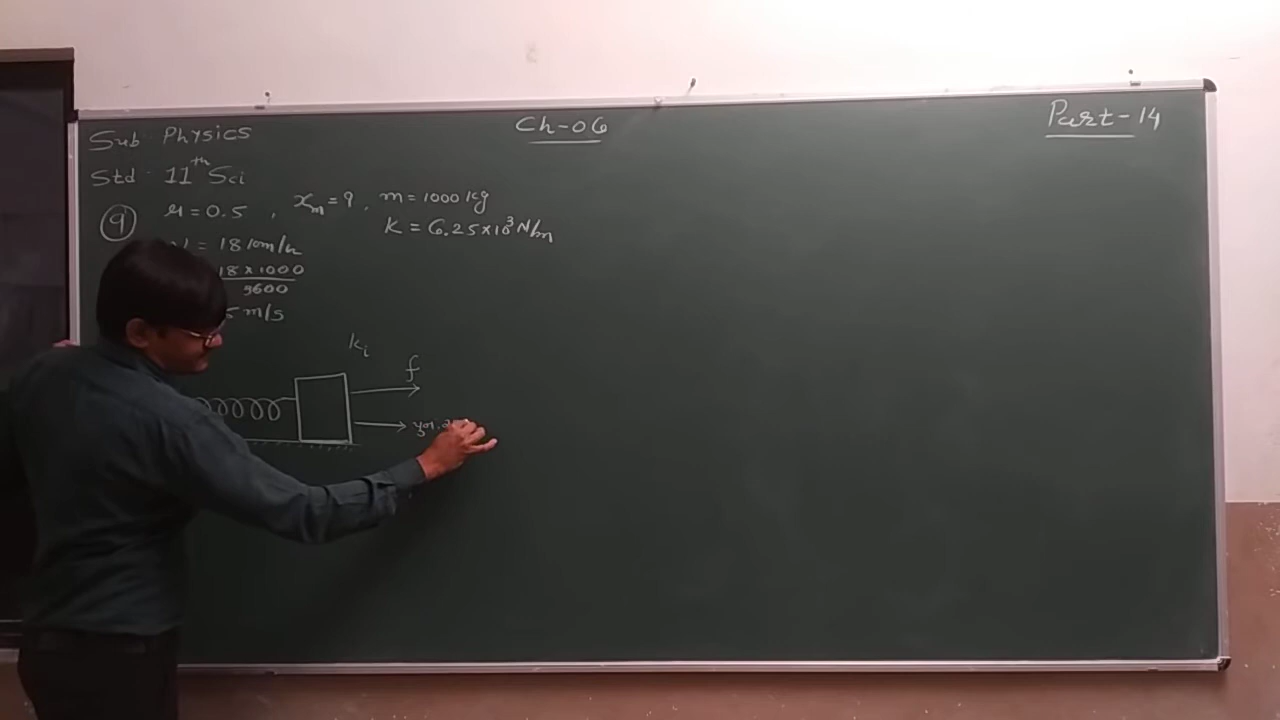 Sub: Physics
Std: 11th Sci
Ch-06
Part-14
9 μ = 0.5 , xm = ? , m = 1000 kg
k = 6.25×10³ N/m
= 18 km/h
18 × 1000
3600
5 m/s
Ki
f